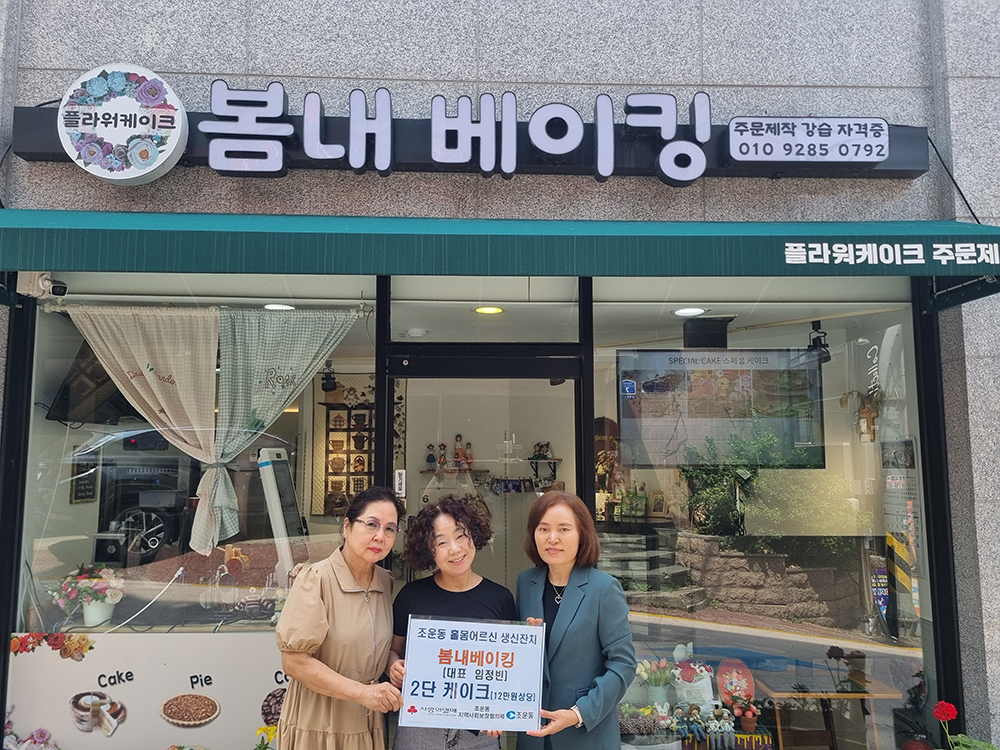 플라워케이크
봄내 베이킹
주문제작 강습 자격증
010 9285 0792
플라워케이크 주문제
SPECIAL CAKE 스페셜 케이크
조운동 홀몸어르신 생신잔치
봄내베이킹
[대표 임정빈]
2단 케이크[12만원상당]
사랑의열매
조운동
지역사회보장협의체
조운동
Cake
Pie